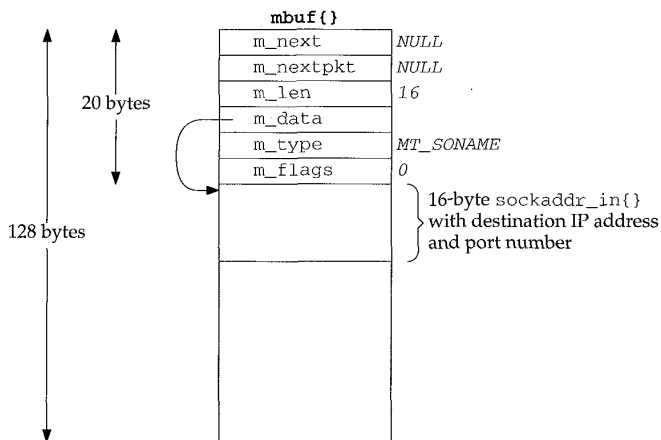 mbuf{}
m_next NULL
m_nextpkt NULL
m_len 16
20 bytes
m_data
m_type MT_SONAME
m_flags 0
16-byte sockaddr_in{}
with destination IP address
and port number
128 bytes